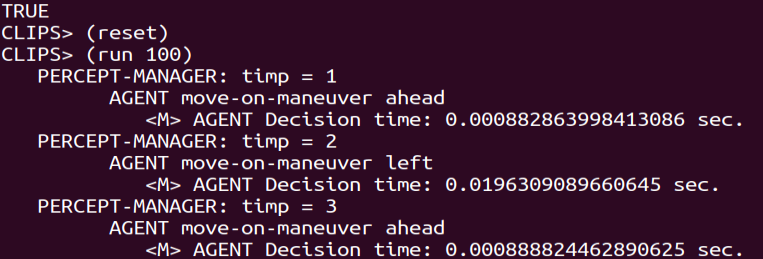 TRUE
CLIPS> (reset)
CLIPS> (run 100)
PERCEPT-MANAGER: timp = 1
AGENT move-on-maneuver ahead
<M> AGENT Decision time: 0.000882863998413086 sec.
PERCEPT-MANAGER: timp = 2
AGENT move-on-maneuver left
<M> AGENT Decision time: 0.0196309089660645 sec.
PERCEPT-MANAGER: timp = 3
AGENT move-on-maneuver ahead
<M> AGENT Decision time: 0.000888824462890625 sec.